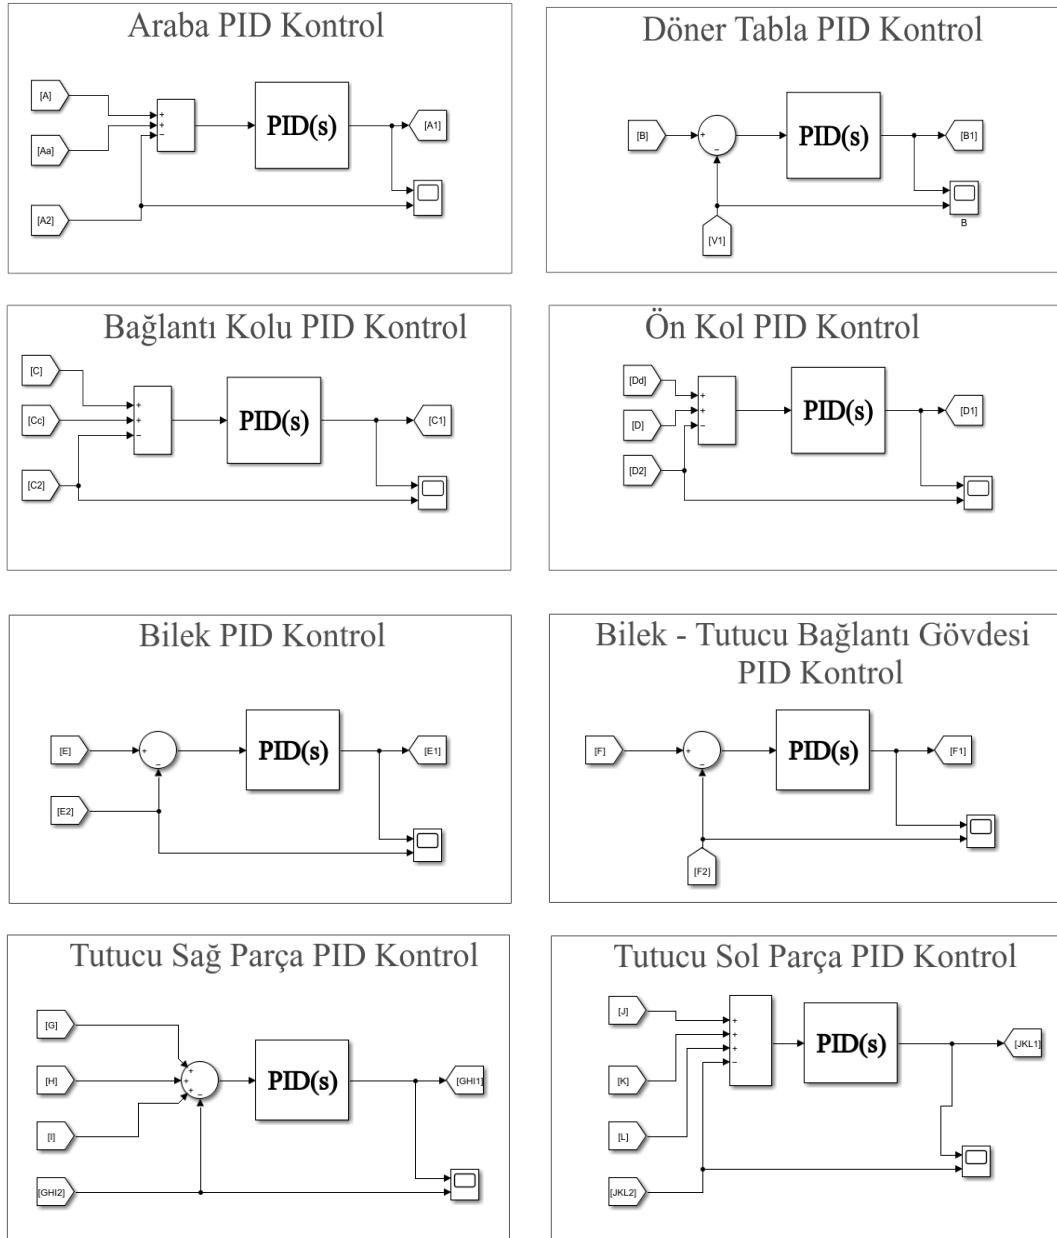 Araba PID Kontrol
[A]
[Aa]
[A2]
+
+
−
PID(s)
[A1]
Döner Tabla PID Kontrol
[B]
+
−
[V1]
PID(s)
[B1]
B
Bağlantı Kolu PID Kontrol
[C]
[Cc]
[C2]
+
+
−
PID(s)
[C1]
Ön Kol PID Kontrol
[Dd]
[D]
[D2]
+
+
−
PID(s)
[D1]
Bilek PID Kontrol
[E]
[E2]
+
−
PID(s)
[E1]
Bilek - Tutucu Bağlantı Gövdesi
PID Kontrol
[F]
+
−
[F2]
PID(s)
[F1]
Tutucu Sağ Parça PID Kontrol
[G]
[H]
[I]
[GHI2]
+
+
+
−
PID(s)
[GHI1]
Tutucu Sol Parça PID Kontrol
[J]
[K]
[L]
[JKL2]
+
+
+
−
PID(s)
[JKL1]